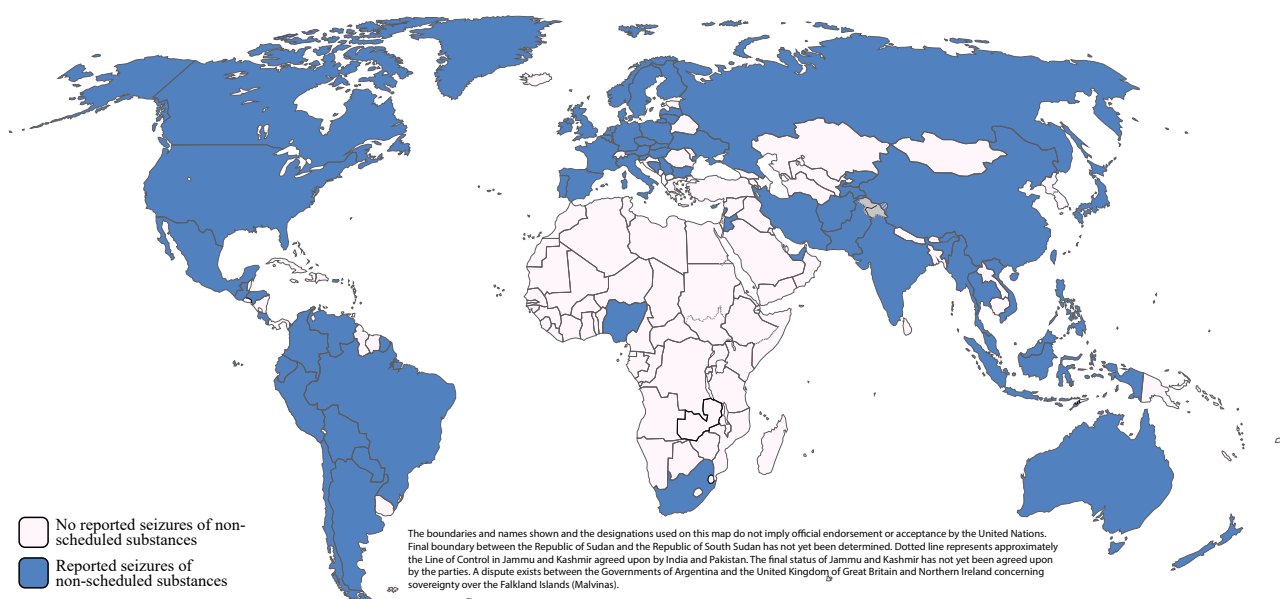 No reported seizures of non-
scheduled substances
Reported seizures of
non-scheduled substances
The boundaries and names shown and the designations used on this map do not imply official endorsement or acceptance by the United Nations.
Final boundary between the Republic of Sudan and the Republic of South Sudan has not yet been determined. Dotted line represents approximately
the Line of Control in Jammu and Kashmir agreed upon by India and Pakistan. The final status of Jammu and Kashmir has not yet been agreed upon
by the parties. A dispute exists between the Governments of Argentina and the United Kingdom of Great Britain and Northern Ireland concerning
sovereignty over the Falkland Islands (Malvinas).